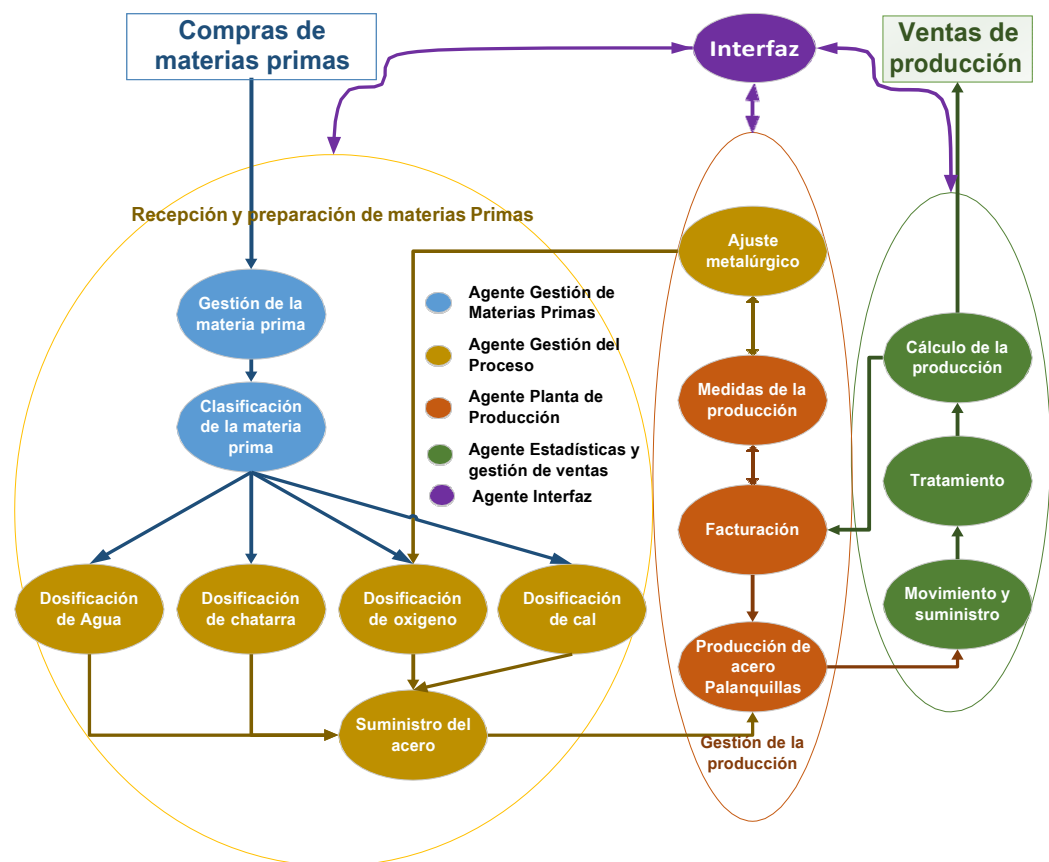 Compras de
materias primas
Interfaz
Ventas de
producción
Recepción y preparación de materias Primas
Gestión de la
materia prima
Clasificación
de la materia
prima
Agente Gestión de
Materias Primas
Agente Gestión del
Proceso
Agente Planta de
Producción
Agente Estadísticas y
gestión de ventas
Agente Interfaz
Dosificación
de Agua
Dosificación
de chatarra
Dosificación
de oxigeno
Dosificación
de cal
Suministro del
acero
Ajuste
metalúrgico
Medidas de la
producción
Facturación
Producción de
acero
Palanquillas
Gestión de la
producción
Cálculo de la
producción
Tratamiento
Movimiento y
suministro